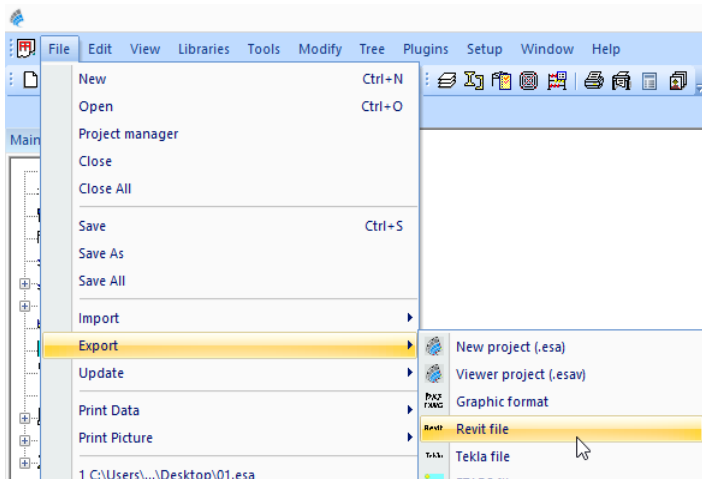 File Edit View Libraries Tools Modify Tree Plugins Setup Window Help
New Ctrl+N
Open Ctrl+O
Project manager
Main
Close
Close All
Save Ctrl+S
Save As
Save All
Import
Export
New project (.esa)
Update
Viewer project (.esav)
Graphic format
Print Data
Revit Revit file
Print Picture
Tekla Tekla file
1 C:\Users\...\Desktop\01.esa